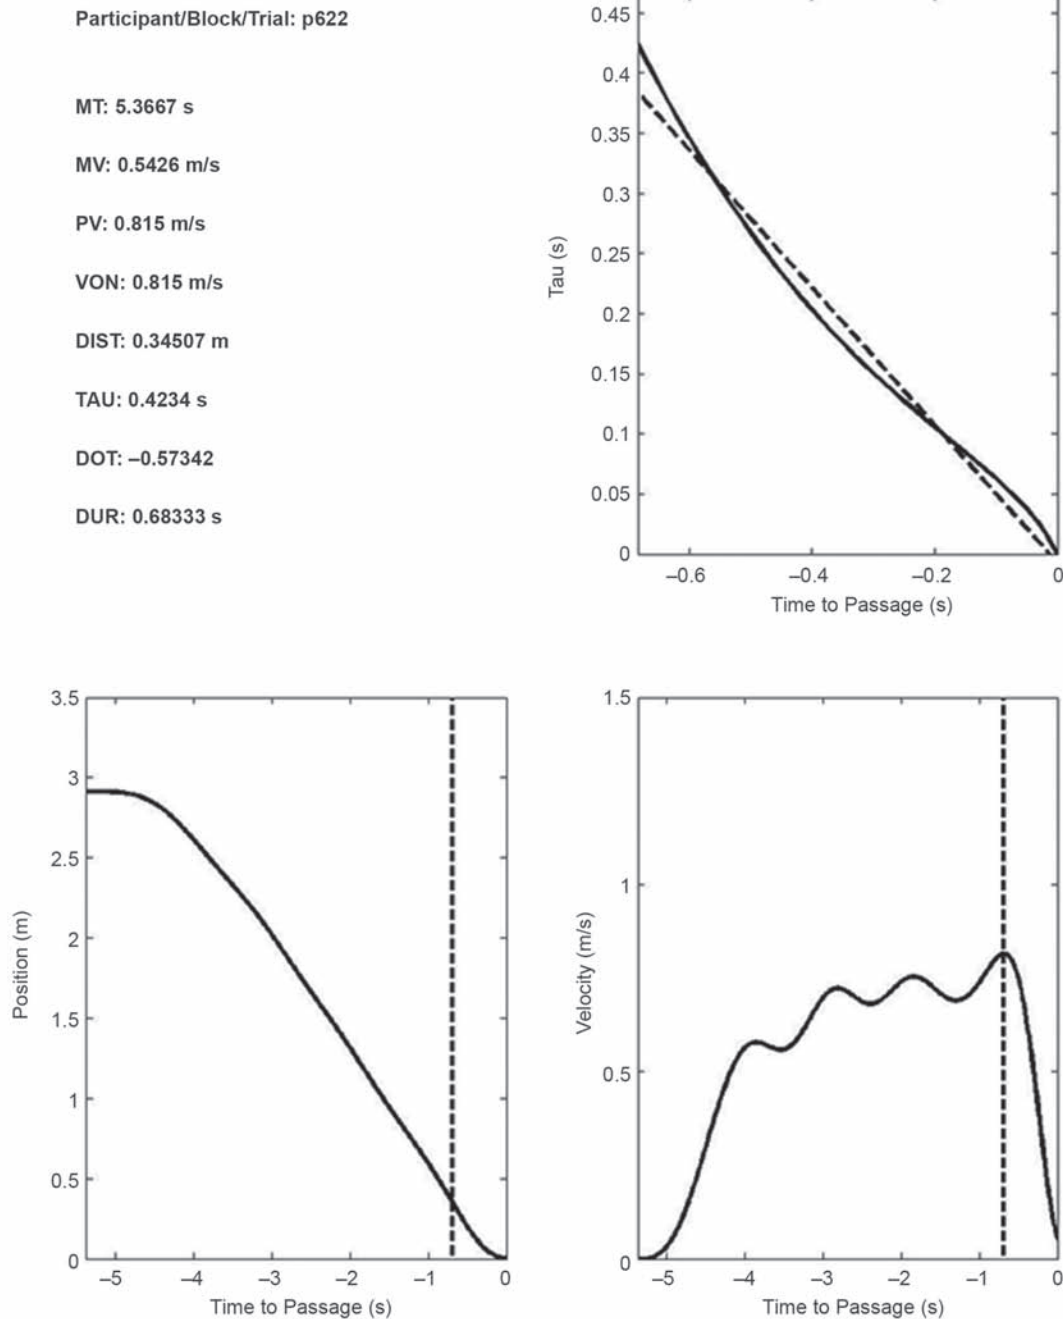 Participant/Block/Trial: p622
MT: 5.3667 s
MV: 0.5426 m/s
PV: 0.815 m/s
VON: 0.815 m/s
DIST: 0.34507 m
TAU: 0.4234 s
DOT: –0.57342
DUR: 0.68333 s
0.45
0.4
0.35
0.3
0.25
0.2
0.15
0.1
0.05
0
Tau (s)
–0.6 –0.4 –0.2 0
Time to Passage (s)
3.5
3
2.5
2
1.5
1
0.5
0
Position (m)
–5 –4 –3 –2 –1 0
Time to Passage (s)
1.5
1
0.5
0
Velocity (m/s)
–5 –4 –3 –2 –1 0
Time to Passage (s)